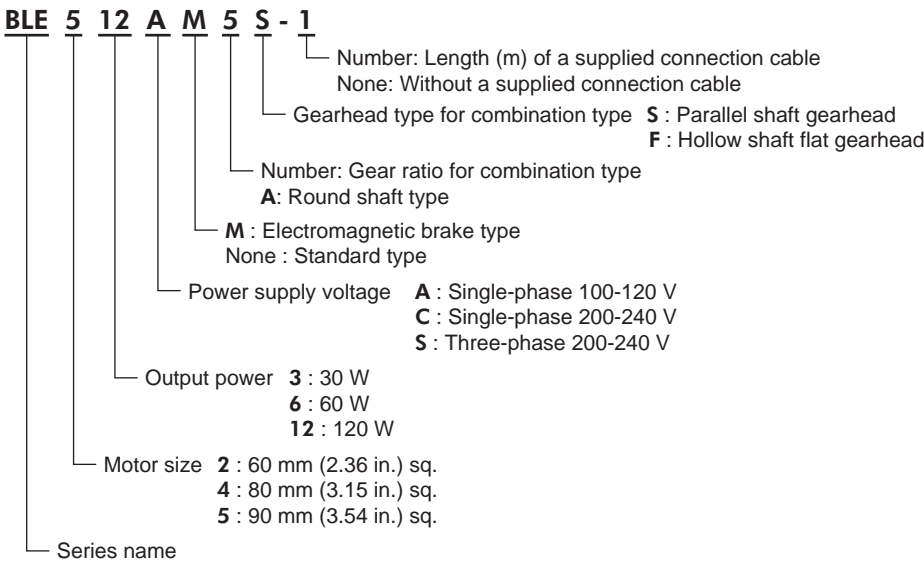 BLE 5 12 A M 5 S - 1
Number: Length (m) of a supplied connection cable
None: Without a supplied connection cable
Gearhead type for combination type S : Parallel shaft gearhead
F : Hollow shaft flat gearhead
Number: Gear ratio for combination type
A: Round shaft type
M : Electromagnetic brake type
None : Standard type
Power supply voltage A : Single-phase 100-120 V
C : Single-phase 200-240 V
S : Three-phase 200-240 V
Output power 3 : 30 W
6 : 60 W
12 : 120 W
Motor size 2 : 60 mm (2.36 in.) sq.
4 : 80 mm (3.15 in.) sq.
5 : 90 mm (3.54 in.) sq.
Series name